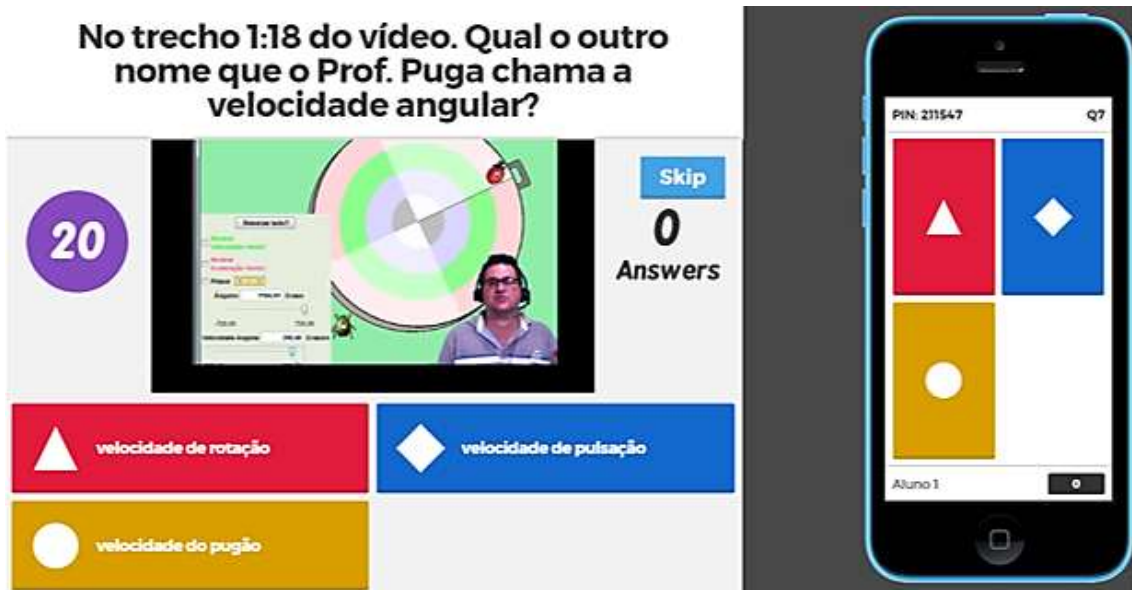 No trecho 1:18 do vídeo. Qual o outro
nome que o Prof. Puga chama a
velocidade angular?
20
Skip
0
Answers
velocidade de rotação
velocidade de pulsação
velocidade do pugão
PIN: 211547 Q7
Aluno 1 0